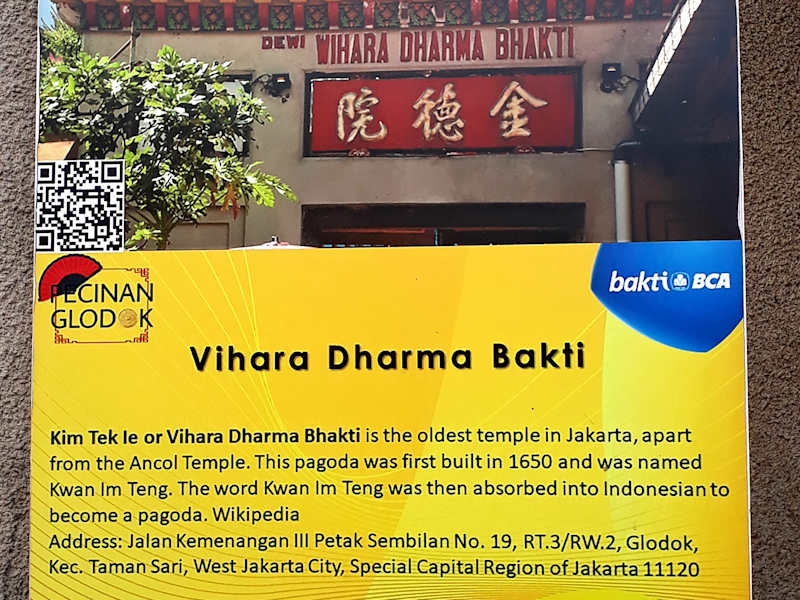 DEWI WIHARA DHARMA BHAKTI
院德金
PECINAN
GLODOK
bakti BCA
Vihara Dharma Bakti
Kim Tek Ie or Vihara Dharma Bhakti is the oldest temple in Jakarta, apart
from the Ancol Temple. This pagoda was first built in 1650 and was named
Kwan Im Teng. The word Kwan Im Teng was then absorbed into Indonesian to
become a pagoda. Wikipedia
Address: Jalan Kemenangan III Petak Sembilan No. 19, RT.3/RW.2, Glodok,
Kec. Taman Sari, West Jakarta City, Special Capital Region of Jakarta 11120